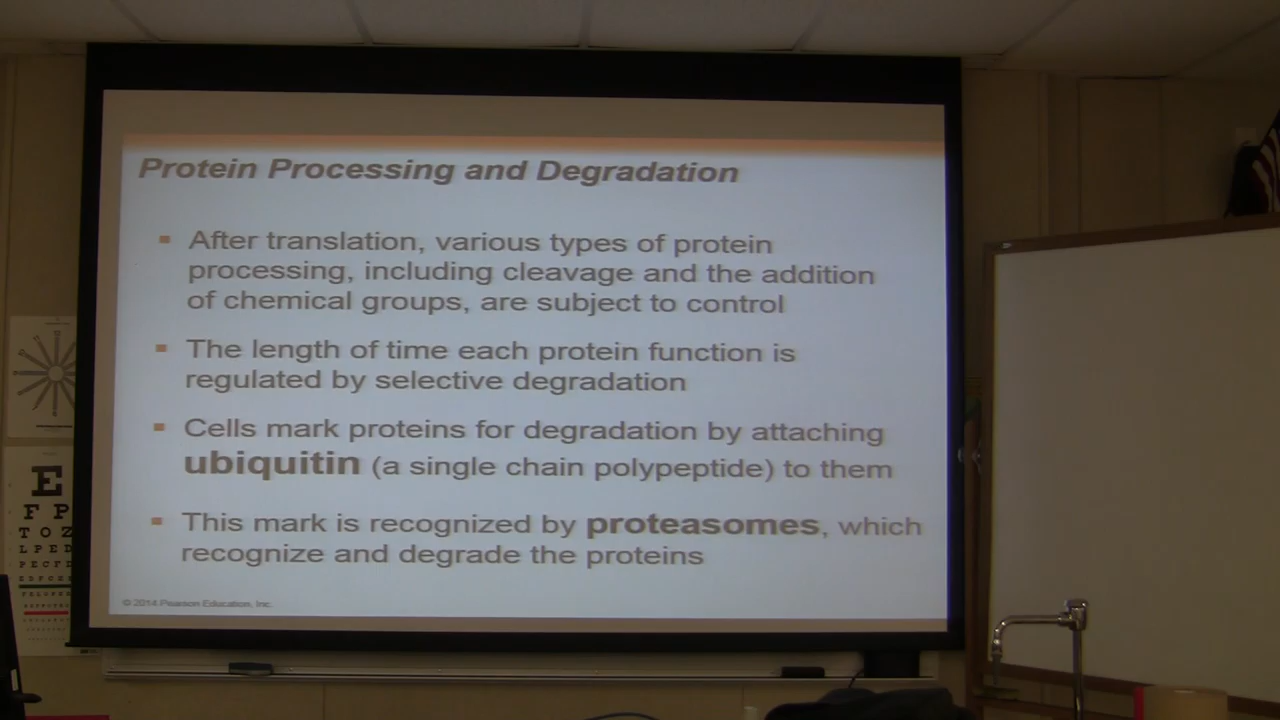 Protein Processing and Degradation
After translation, various types of protein
processing, including cleavage and the addition
of chemical groups, are subject to control
The length of time each protein function is
regulated by selective degradation
Cells mark proteins for degradation by attaching
ubiquitin (a single chain polypeptide) to them
This mark is recognized by proteasomes, which
recognize and degrade the proteins
© 2014 Pearson Education, Inc.
E
F P
T O Z
L P E D
P E C F D